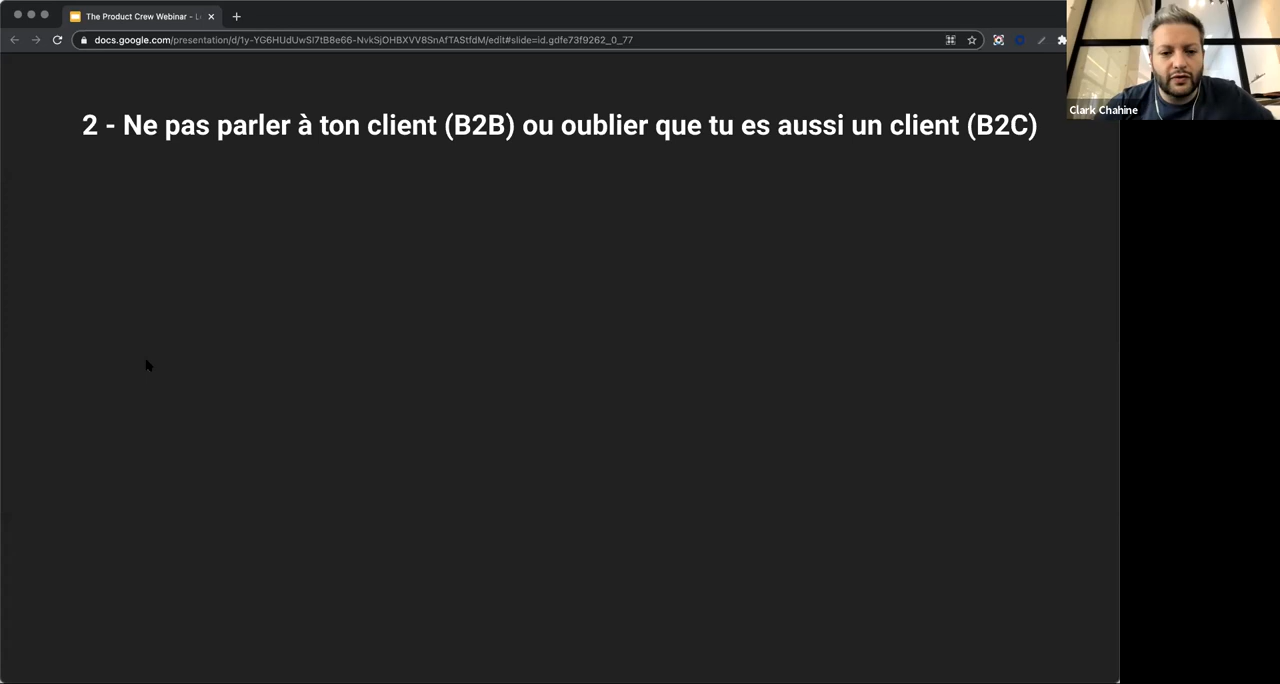 The Product Crew Webinar - L
docs.google.com/presentation/d/1y-YG6HUdUwSl7tB8e66-NvkSjOHBXVV8SnAfTAStfdM/edit#slide=id.gdfe73f9262_0_77
Clark Chahine
2 - Ne pas parler à ton client (B2B) ou oublier que tu es aussi un client (B2C)